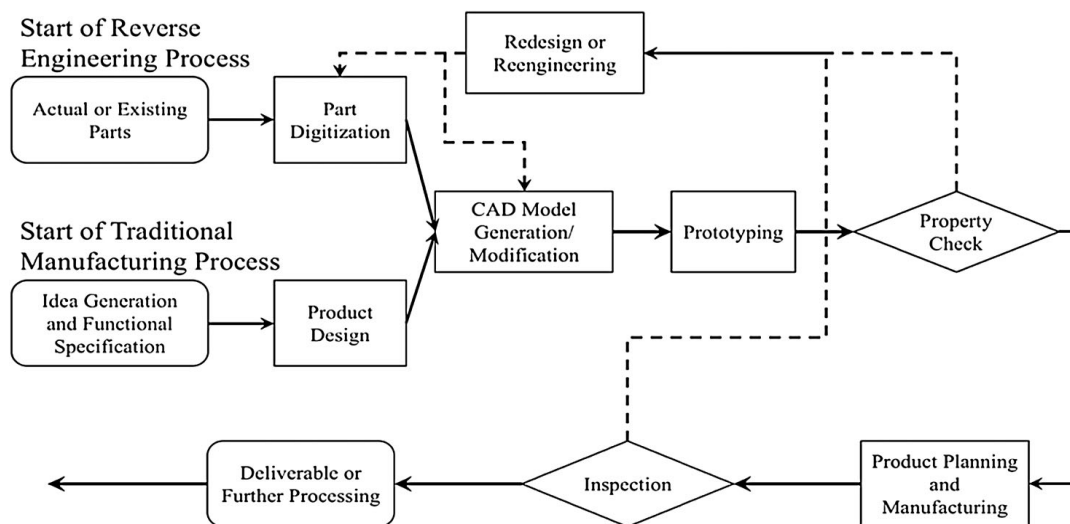 Start of Reverse
Engineering Process
Redesign or
Reengineering
Actual or Existing
Parts
Part
Digitization
CAD Model
Generation/
Modification
Prototyping
Property
Check
Start of Traditional
Manufacturing Process
Idea Generation
and Functional
Specification
Product
Design
Deliverable or
Further Processing
Inspection
Product Planning
and
Manufacturing